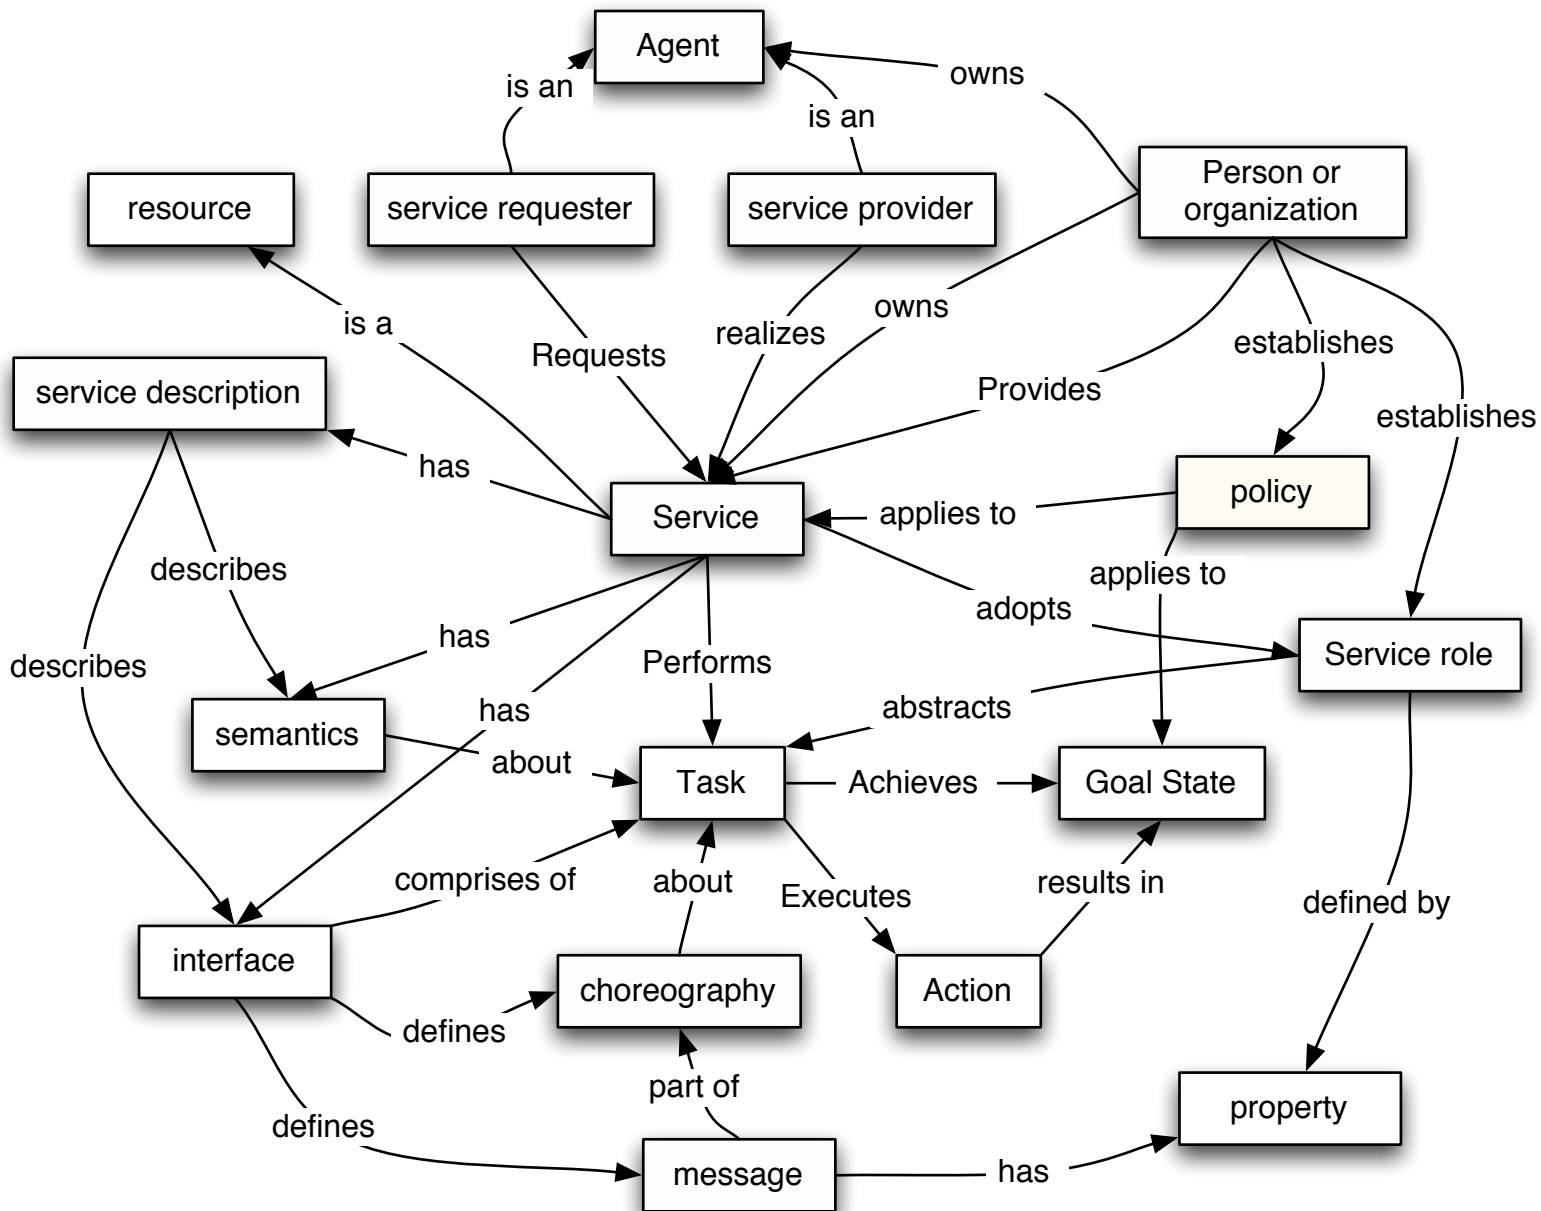 Agent
owns
is an
is an
Person or
organization
resource
service requester
service provider
owns
is a
realizes
establishes
Requests
Provides
service description
establishes
has
policy
Service
applies to
describes
applies to
adopts
has
Performs
Service role
describes
has
abstracts
semantics
about
Task
Achieves
Goal State
comprises of
about
results in
Executes
defined by
interface
choreography
Action
defines
part of
property
defines
message
has